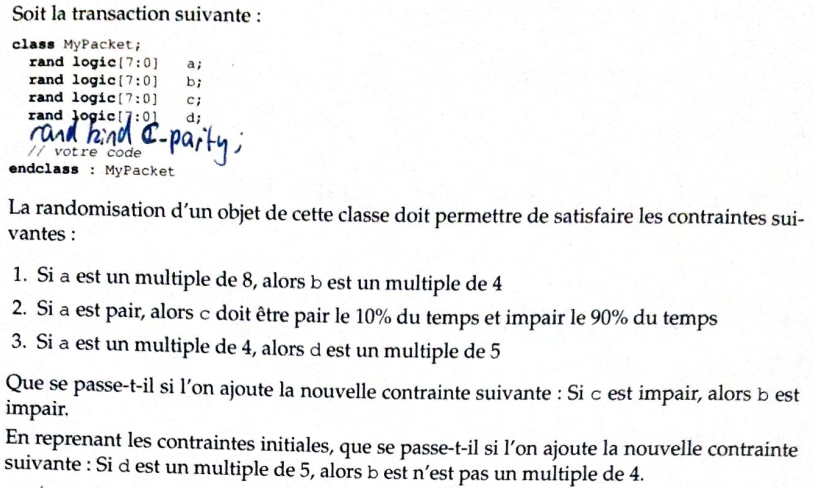 Soit la transaction suivante :
class MyPacket;
rand logic[7:0] a;
rand logic[7:0] b;
rand logic[7:0] c;
rand logic[7:0] d;
rand kind C-parity;
// votre code
endclass : MyPacket
La randomisation d'un objet de cette classe doit permettre de satisfaire les contraintes sui-
vantes :
1. Si a est un multiple de 8, alors b est un multiple de 4
2. Si a est pair, alors c doit être pair le 10% du temps et impair le 90% du temps
3. Si a est un multiple de 4, alors d est un multiple de 5
Que se passe-t-il si l'on ajoute la nouvelle contrainte suivante : Si c est impair, alors b est
impair.
En reprenant les contraintes initiales, que se passe-t-il si l'on ajoute la nouvelle contrainte
suivante : Si d est un multiple de 5, alors b est n'est pas un multiple de 4.